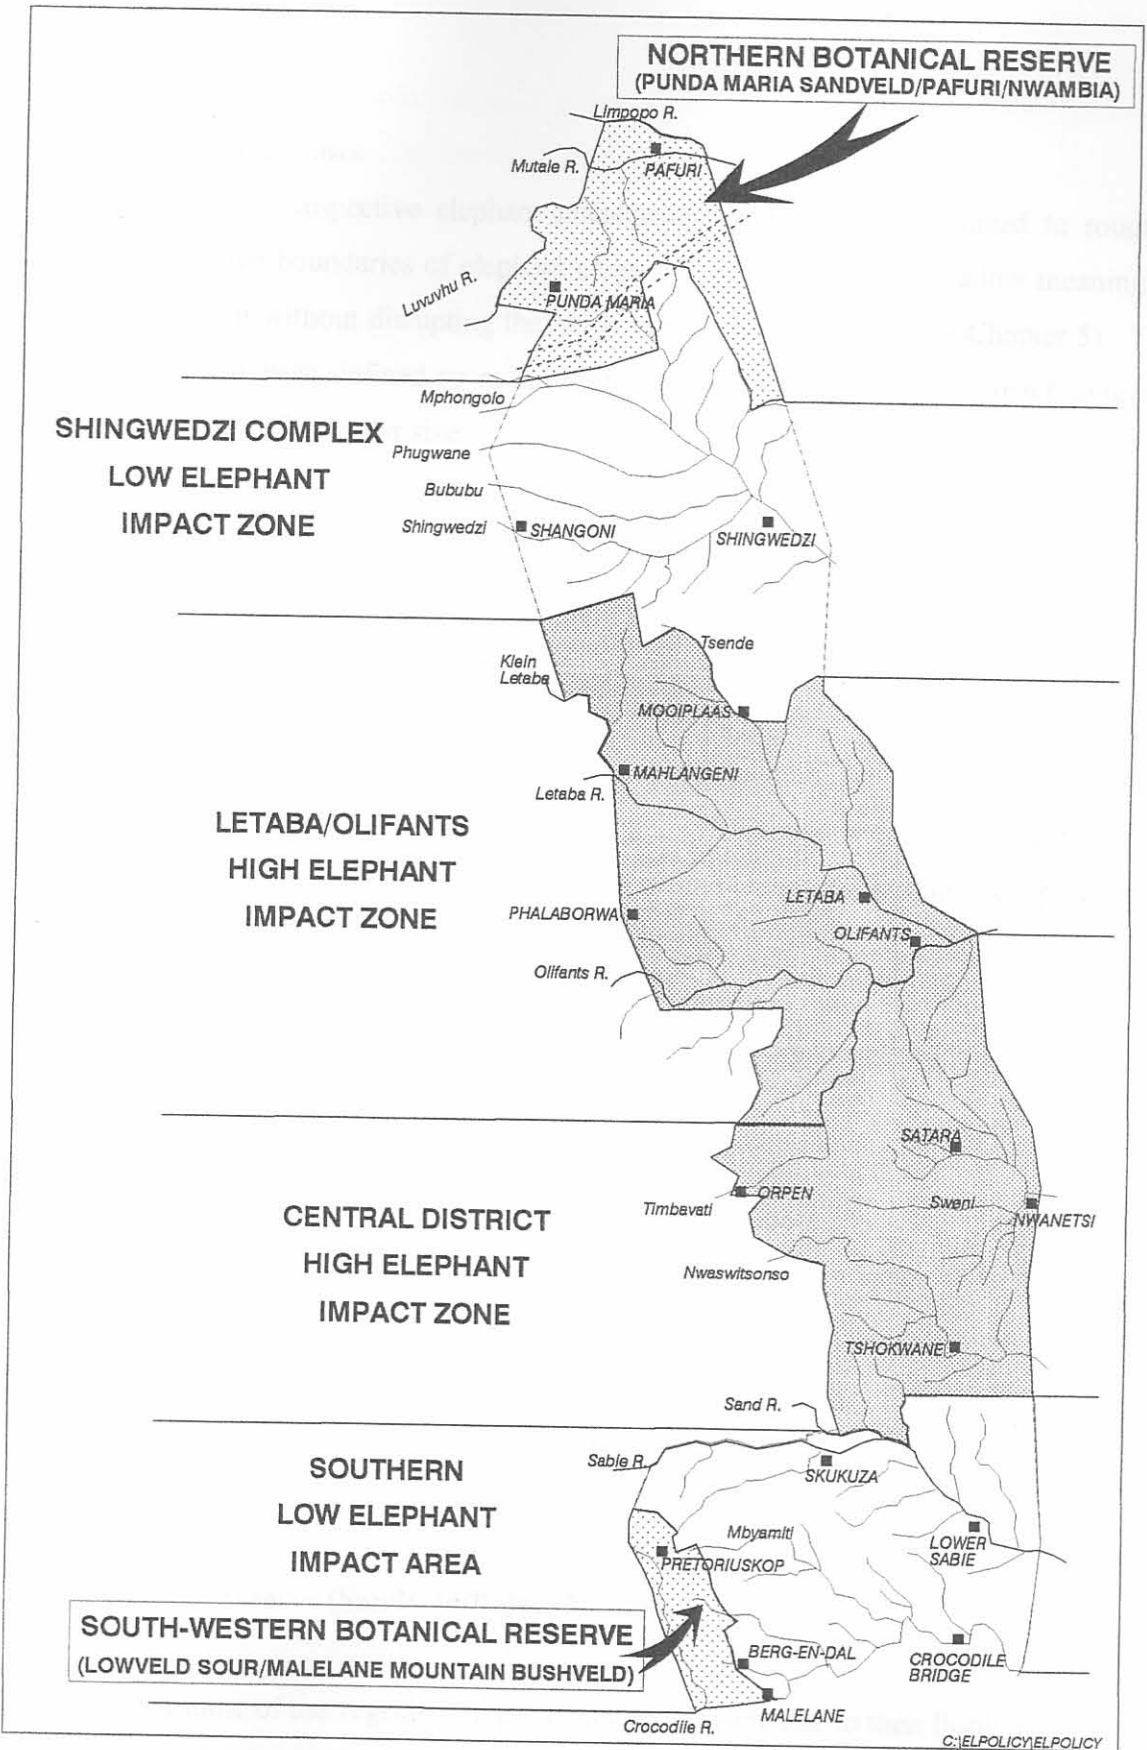 NORTHERN BOTANICAL RESERVE
(PUNDA MARIA SANDVELD/PAFURI/NWAMBIA)
Limpopo R.
Mutale R.
PAFURI
Luvuvhu R.
PUNDA MARIA
Mphongolo
SHINGWEDZI COMPLEX
LOW ELEPHANT
IMPACT ZONE
Phugwane
Bububu
Shingwedzi
SHANGONI
SHINGWEDZI
Tsende
Klein
Letaba
MOOIPLAAS
MAHLANGENI
Letaba R.
LETABA/OLIFANTS
HIGH ELEPHANT
IMPACT ZONE
LETABA
PHALABORWA
OLIFANTS
Olifants R.
SATARA
ORPEN
Timbavati
Sweni
NWANETSI
CENTRAL DISTRICT
HIGH ELEPHANT
IMPACT ZONE
Nwaswitsonso
TSHOKWANE
Sand R.
Sabie R.
SKUKUZA
SOUTHERN
LOW ELEPHANT
IMPACT AREA
Mbyamiti
LOWER
SABIE
PRETORIUSKOP
SOUTH-WESTERN BOTANICAL RESERVE
(LOWVELD SOUR/MALELANE MOUNTAIN BUSHVELD)
BERG-EN-DAL
CROCODILE
BRIDGE
MALELANE
Crocodile R.
C:\ELPOLICY\ELPOLICY